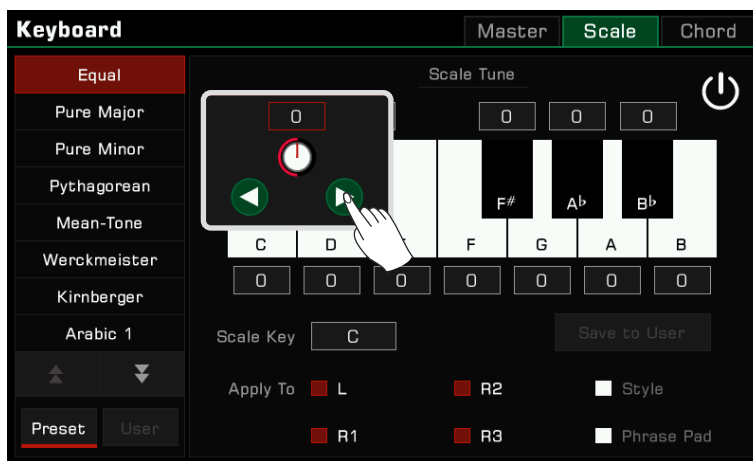 Keyboard Master Scale Chord
Equal
Pure Major
Pure Minor
Pythagorean
Mean-Tone
Werckmeister
Kirnberger
Arabic 1
Preset User
Scale Tune
0 0 0 0
F# A♭ B♭
C D F G A B
0 0 0 0 0 0 0
Scale Key C Save to User
Apply To L R2 Style
R1 R3 Phrase Pad